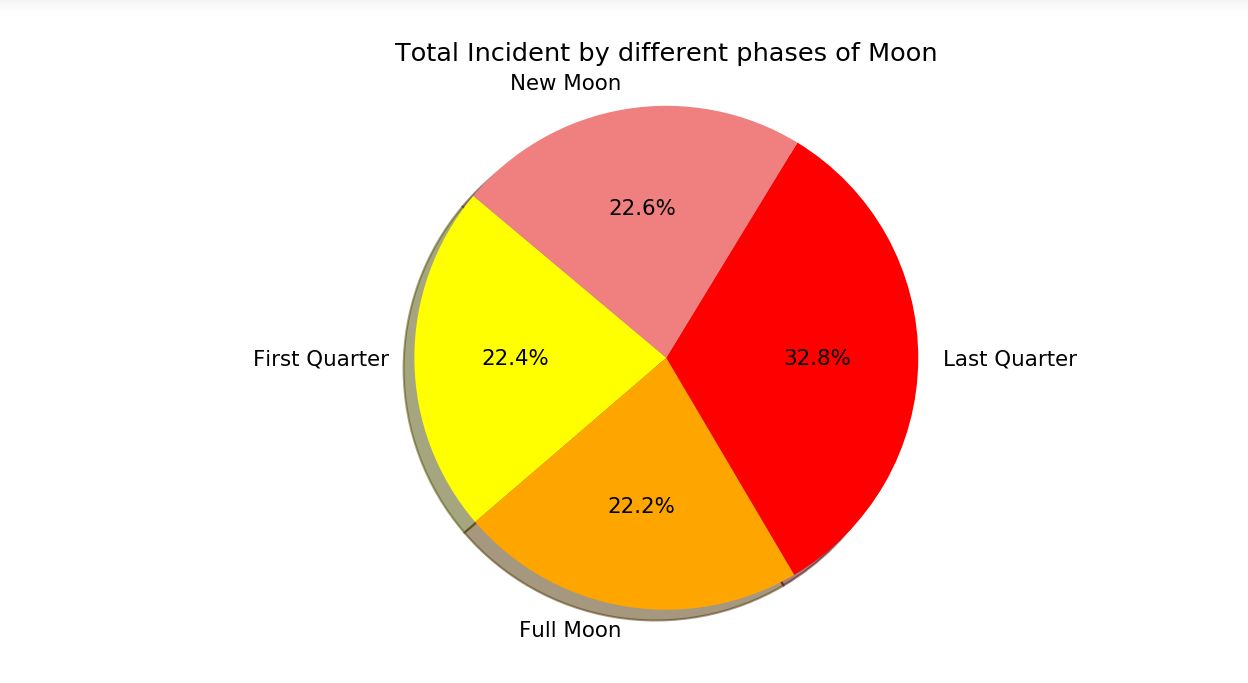 Total Incident by different phases of Moon
New Moon
22.6%
First Quarter
22.4%
32.8%
Last Quarter
22.2%
Full Moon